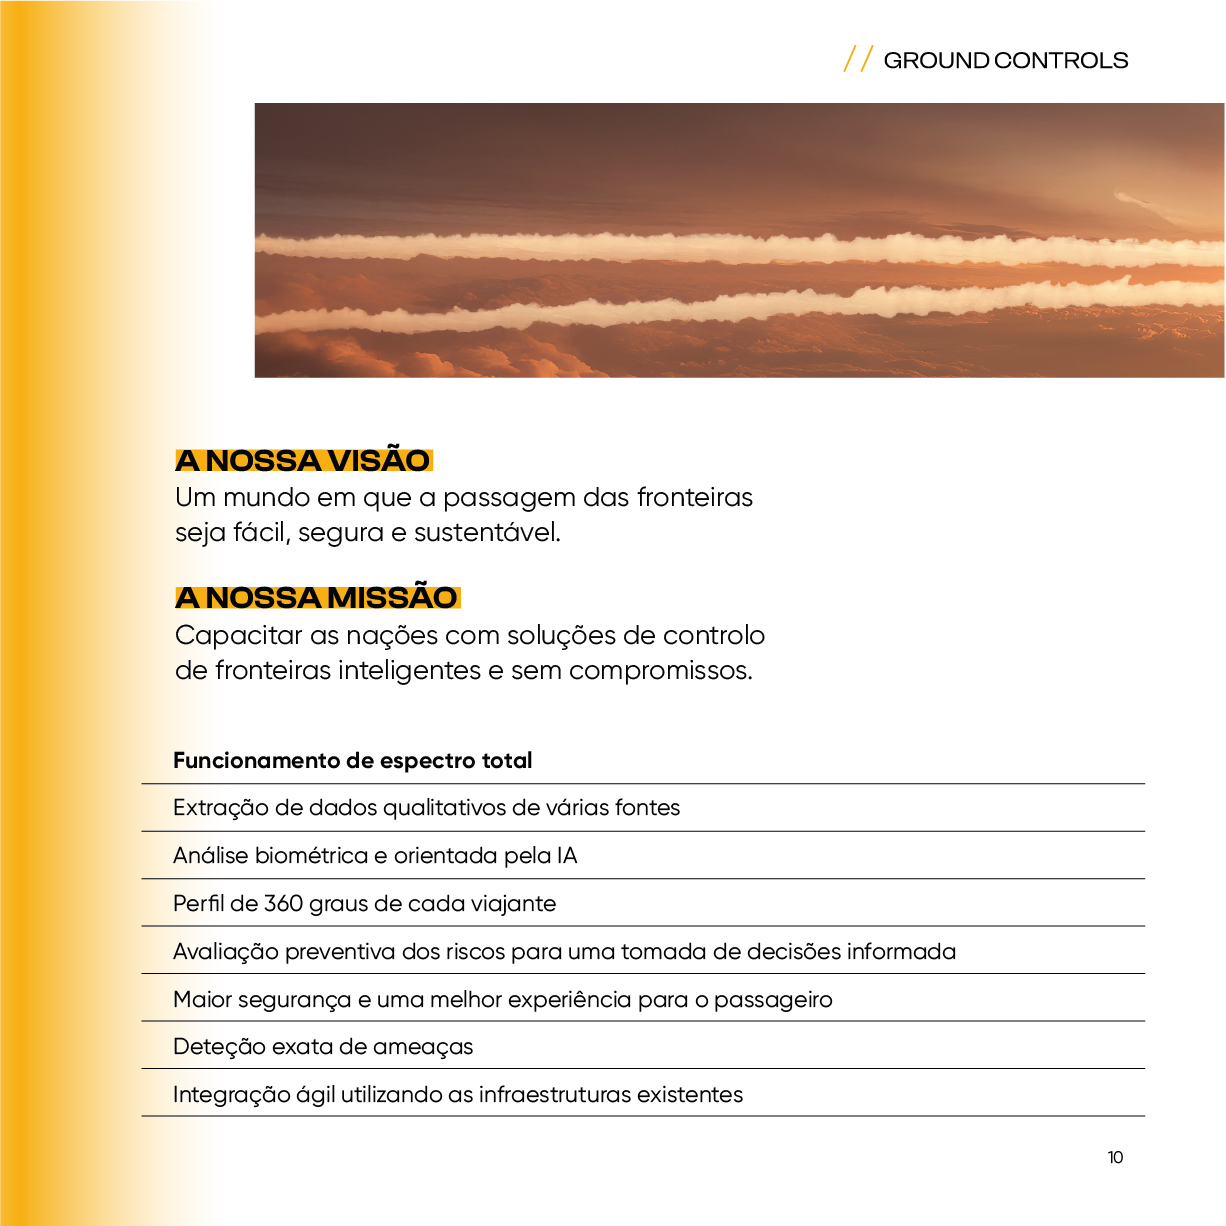 // GROUND CONTROLS
A NOSSA VISÃO
Um mundo em que a passagem das fronteiras
seja fácil, segura e sustentável.
A NOSSA MISSÃO
Capacitar as nações com soluções de controlo
de fronteiras inteligentes e sem compromissos.
Funcionamento de espectro total
Extração de dados qualitativos de várias fontes
Análise biométrica e orientada pela IA
Perfil de 360 graus de cada viajante
Avaliação preventiva dos riscos para uma tomada de decisões informada
Maior segurança e uma melhor experiência para o passageiro
Deteção exata de ameaças
Integração ágil utilizando as infraestruturas existentes
10